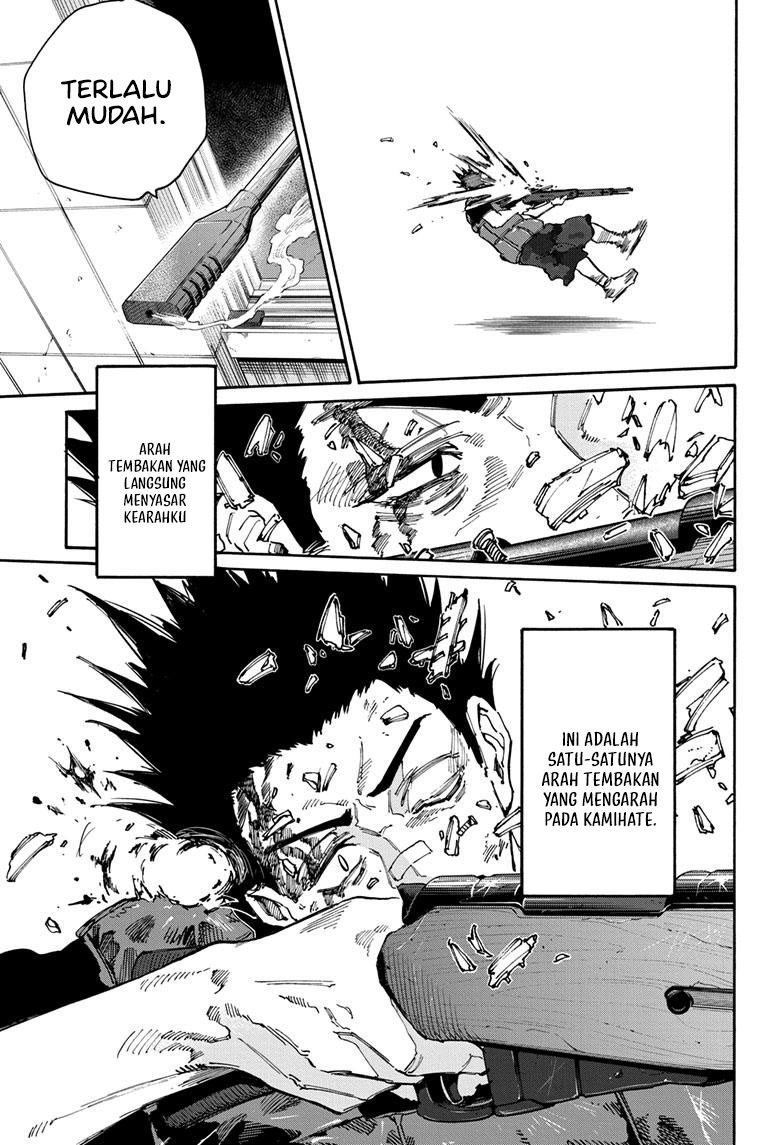 TERLALU
MUDAH.
ARAH
TEMBAKAN YANG
LANGSUNG
MENYASAR
KEARAHKU
INI ADALAH
SATU-SATUNYA
ARAH TEMBAKAN
YANG MENGARAH
PADA KAMIHATE.